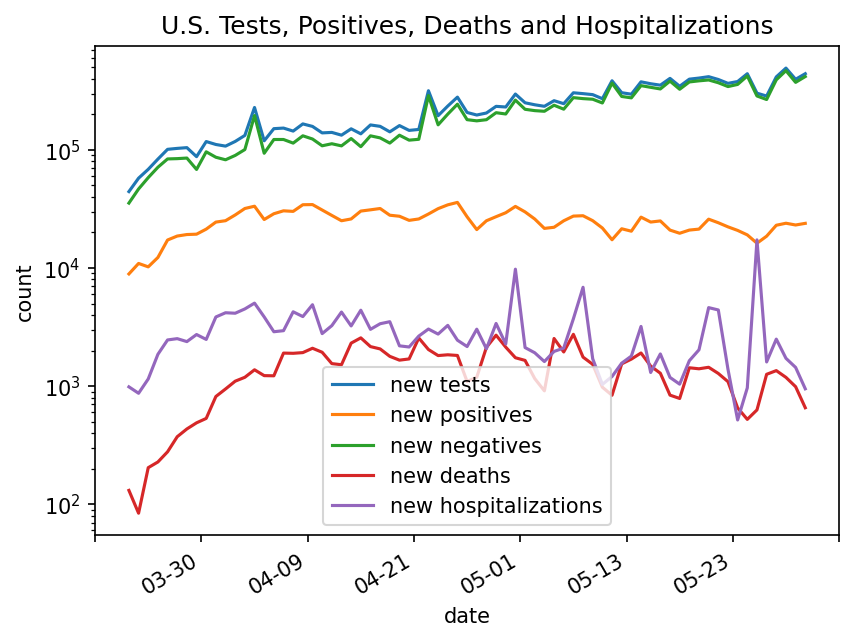 U.S. Tests, Positives, Deaths and Hospitalizations
10^5
10^4
10^3
10^2
count
new tests
new positives
new negatives
new deaths
new hospitalizations
03-30 04-09 04-21 05-01 05-13 05-23
date